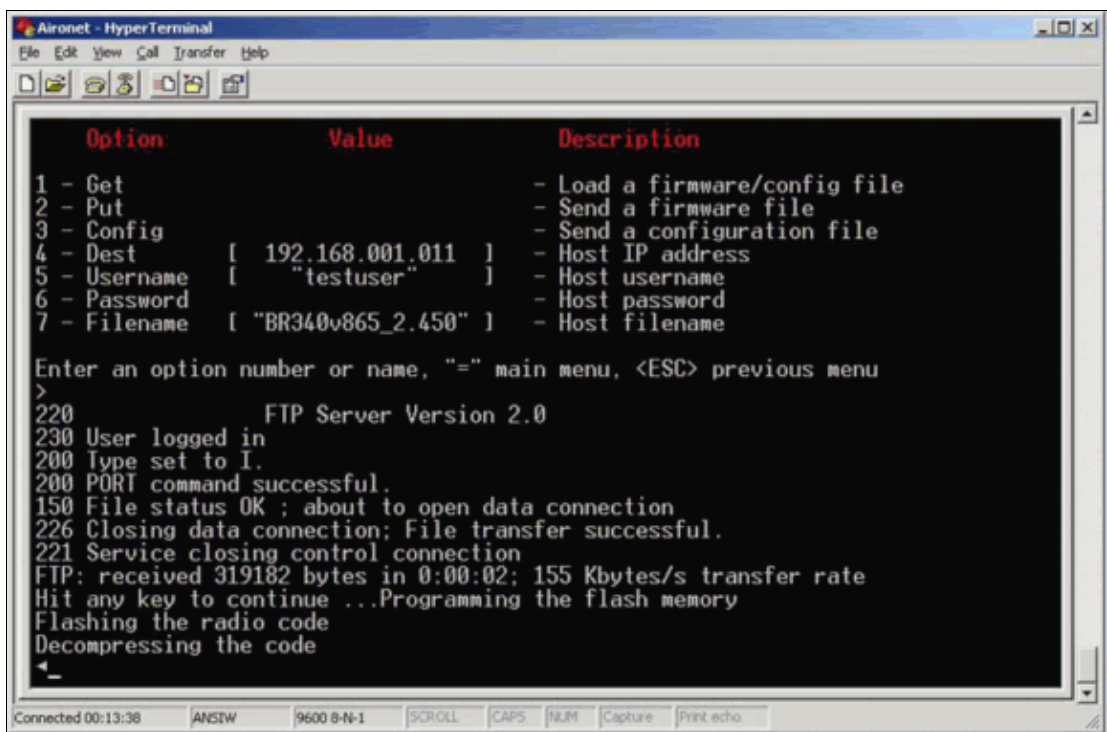 Aironet - HyperTerminal
File Edit View Call Transfer Help
Option Value Description
1 - Get - Load a firmware/config file
2 - Put - Send a firmware file
3 - Config - Send a configuration file
4 - Dest [ 192.168.001.011 ] - Host IP address
5 - Username [ "testuser" ] - Host username
6 - Password - Host password
7 - Filename [ "BR340v865_2.450" ] - Host filename
Enter an option number or name, "=" main menu, <ESC> previous menu
>
220 FTP Server Version 2.0
230 User logged in
200 Type set to I.
200 PORT command successful.
150 File status OK ; about to open data connection
226 Closing data connection; File transfer successful.
221 Service closing control connection
FTP: received 319182 bytes in 0:00:02; 155 Kbytes/s transfer rate
Hit any key to continue ...Programming the flash memory
Flashing the radio code
Decompressing the code
◄_
Connected 00:13:38 ANSIW 9600 8-N-1 SCROLL CAPS NUM Capture Print echo